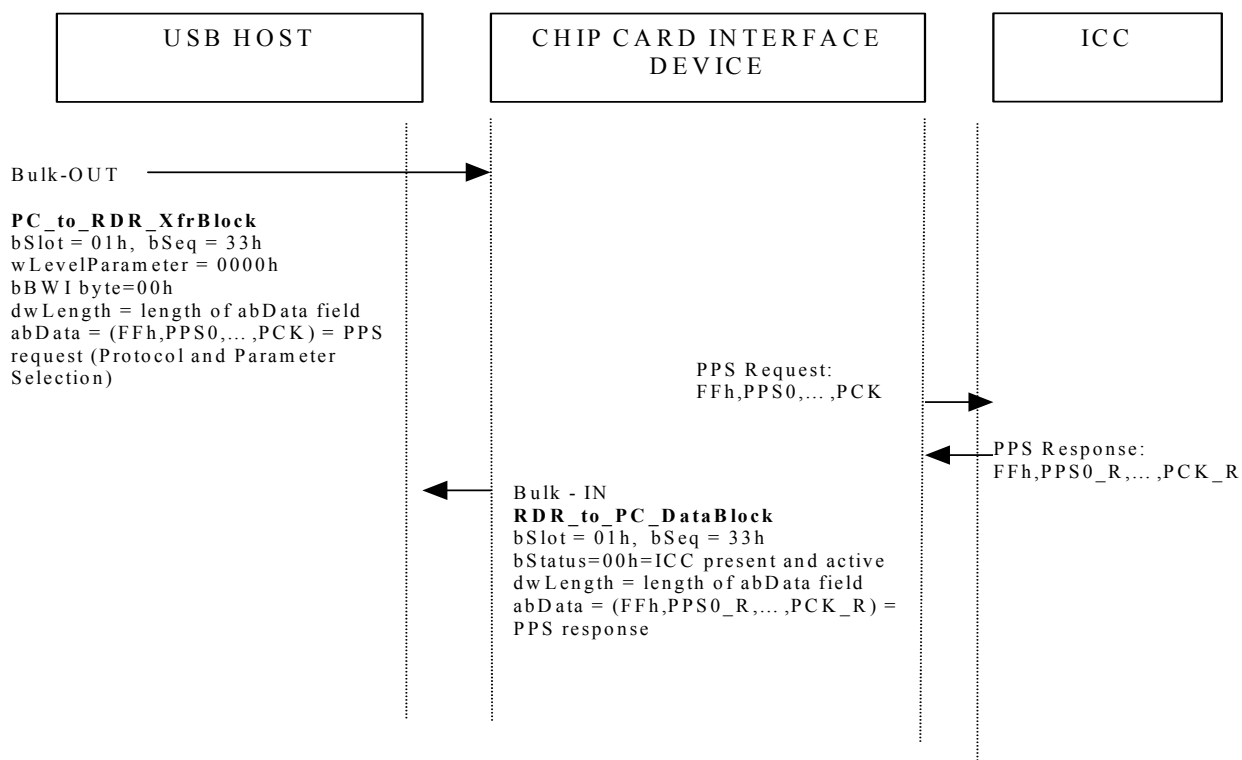 USB HOST
CHIP CARD INTERFACE
DEVICE
ICC
Bulk-OUT
PC_to_RDR_XfrBlock
bSlot = 01h, bSeq = 33h
wLevelParameter = 0000h
bBWI byte=00h
dwLength = length of abData field
abData = (FFh,PPS0,...,PCK) = PPS
request (Protocol and Parameter
Selection)
PPS Request:
FFh,PPS0,...,PCK
PPS Response:
FFh,PPS0_R,...,PCK_R
Bulk - IN
RDR_to_PC_DataBlock
bSlot = 01h, bSeq = 33h
bStatus=00h=ICC present and active
dwLength = length of abData field
abData = (FFh,PPS0_R,...,PCK_R) =
PPS response